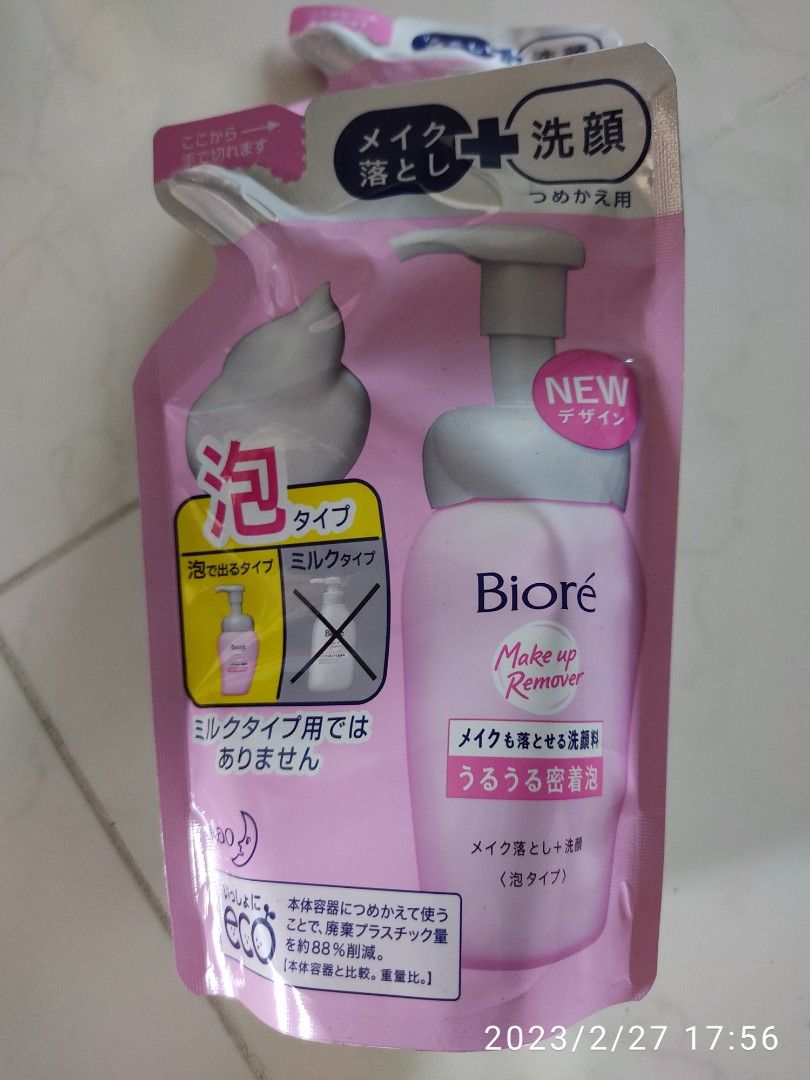 ここから
手で切れます
メイク
落とし
洗顔
つめかえ用
NEW
デザイン
泡タイプ
泡で出るタイプ
ミルクタイプ
Bioré
Bioré
ミルクタイプ用では
ありません
Bioré
Make up
Remover
メイクも落とせる洗顔料
うるうる密着泡
メイク落とし+洗顔
〈泡タイプ〉
いっしょに
eco
本体容器につめかえて使う
ことで、廃棄プラスチック量
を約88%削減。
【本体容器と比較。重量比。】
2023/2/27 17:56